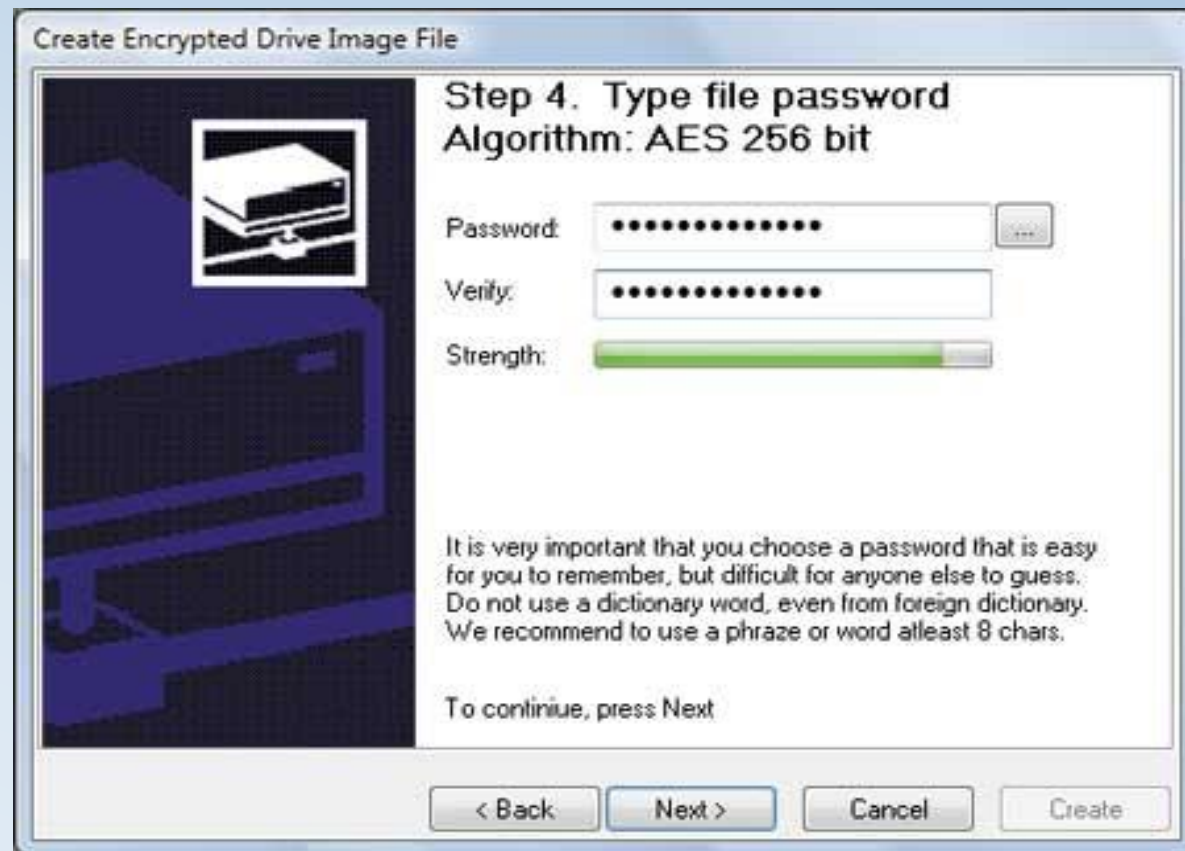 Create Encrypted Drive Image File
Step 4. Type file password
Algorithm: AES 256 bit
Password: ●●●●●●●●●●●●● ...
Verify: ●●●●●●●●●●●●●
Strength:
It is very important that you choose a password that is easy
for you to remember, but difficult for anyone else to guess.
Do not use a dictionary word, even from foreign dictionary.
We recommend to use a phraze or word atleast 8 chars.
To continiue, press Next
< Back Next > Cancel Create